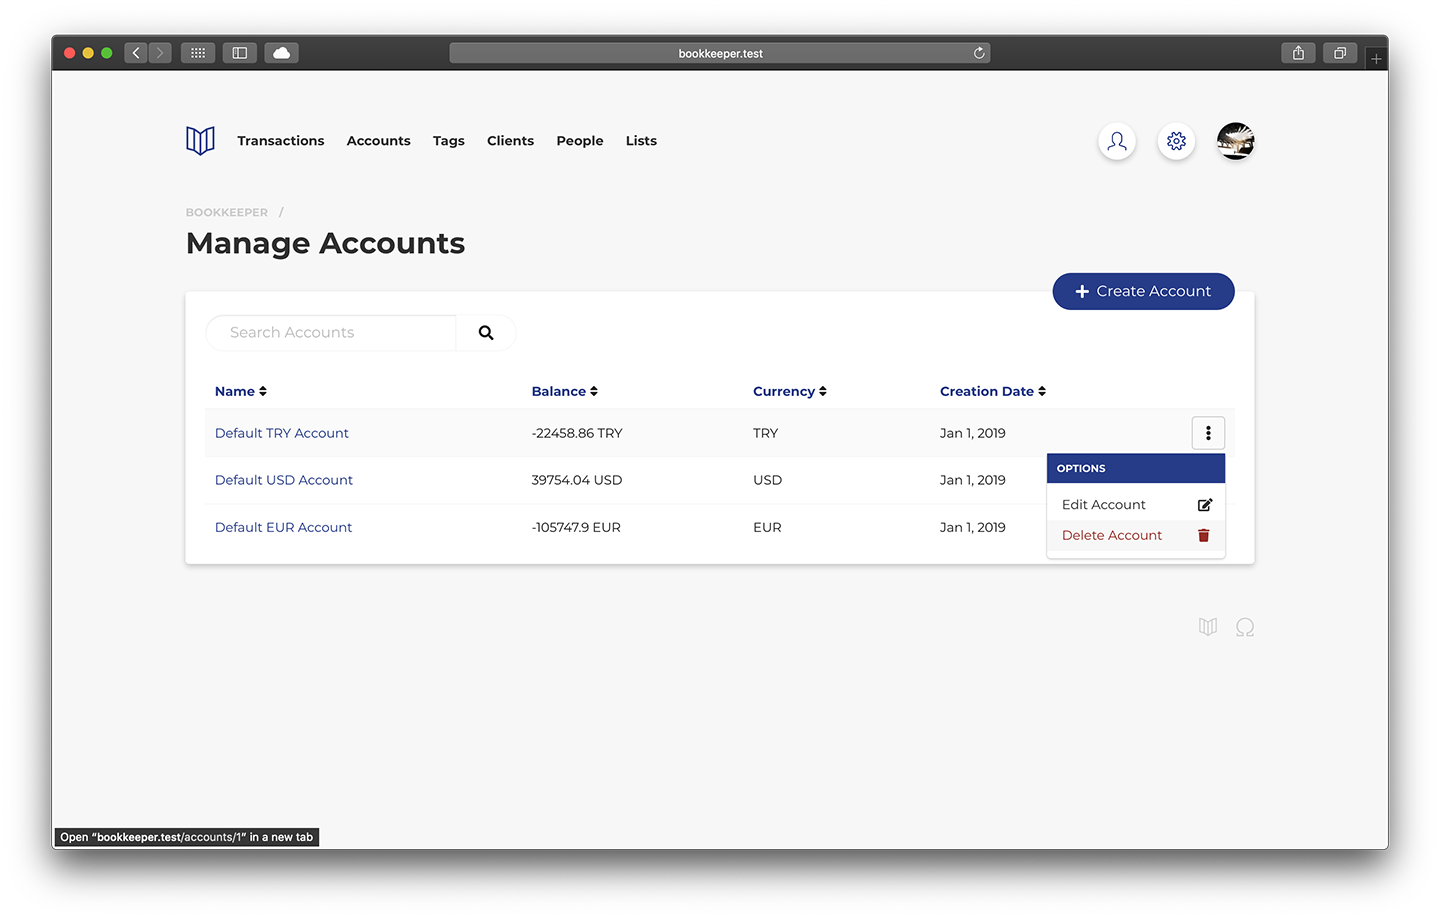 bookkeeper.test
Transactions Accounts Tags Clients People Lists
BOOKKEEPER /
Manage Accounts
+ Create Account
Search Accounts
Name Balance Currency Creation Date
Default TRY Account -22458.86 TRY TRY Jan 1, 2019
OPTIONS
Default USD Account 39754.04 USD USD Jan 1, 2019
Edit Account
Default EUR Account -105747.9 EUR EUR Jan 1, 2019
Delete Account
Open “bookkeeper.test/accounts/1” in a new tab